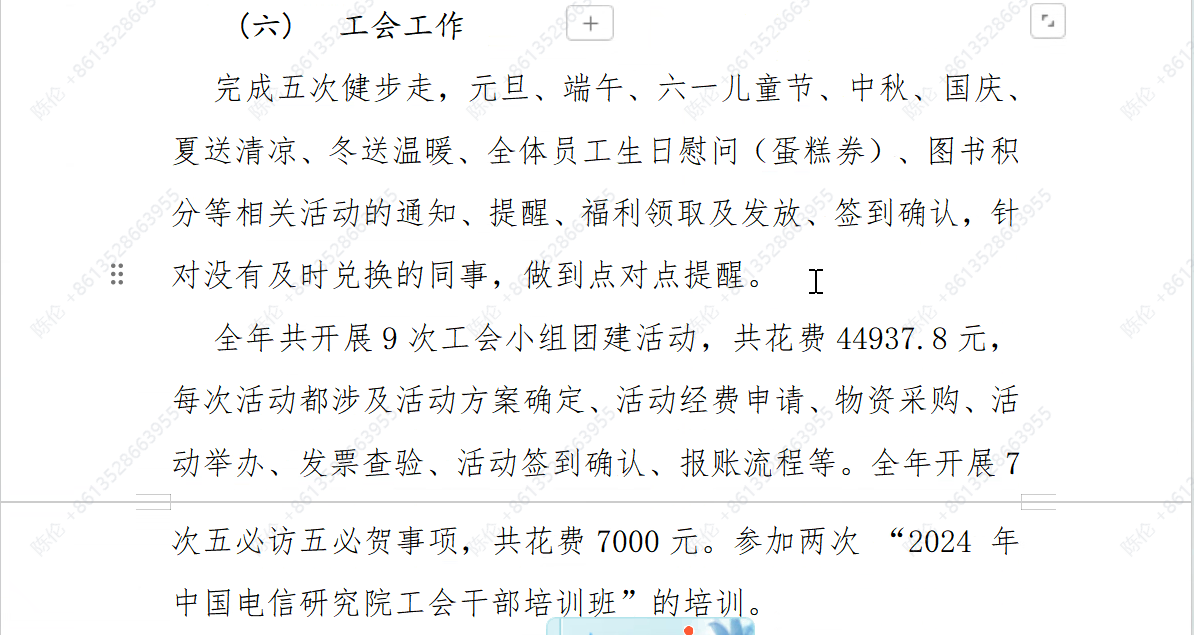 （六） 工会工作
完成五次健步走，元旦、端午、六一儿童节、中秋、国庆、
夏送清凉、冬送温暖、全体员工生日慰问（蛋糕券）、图书积
分等相关活动的通知、提醒、福利领取及发放、签到确认，针
对没有及时兑换的同事，做到点对点提醒。
全年共开展 9 次工会小组团建活动，共花费 44937.8 元，
每次活动都涉及活动方案确定、活动经费申请、物资采购、活
动举办、发票查验、活动签到确认、报账流程等。全年开展 7
次五必访五必贺事项，共花费 7000 元。参加两次 “2024 年
中国电信研究院工会干部培训班”的培训。
陈伦 +8613528663955